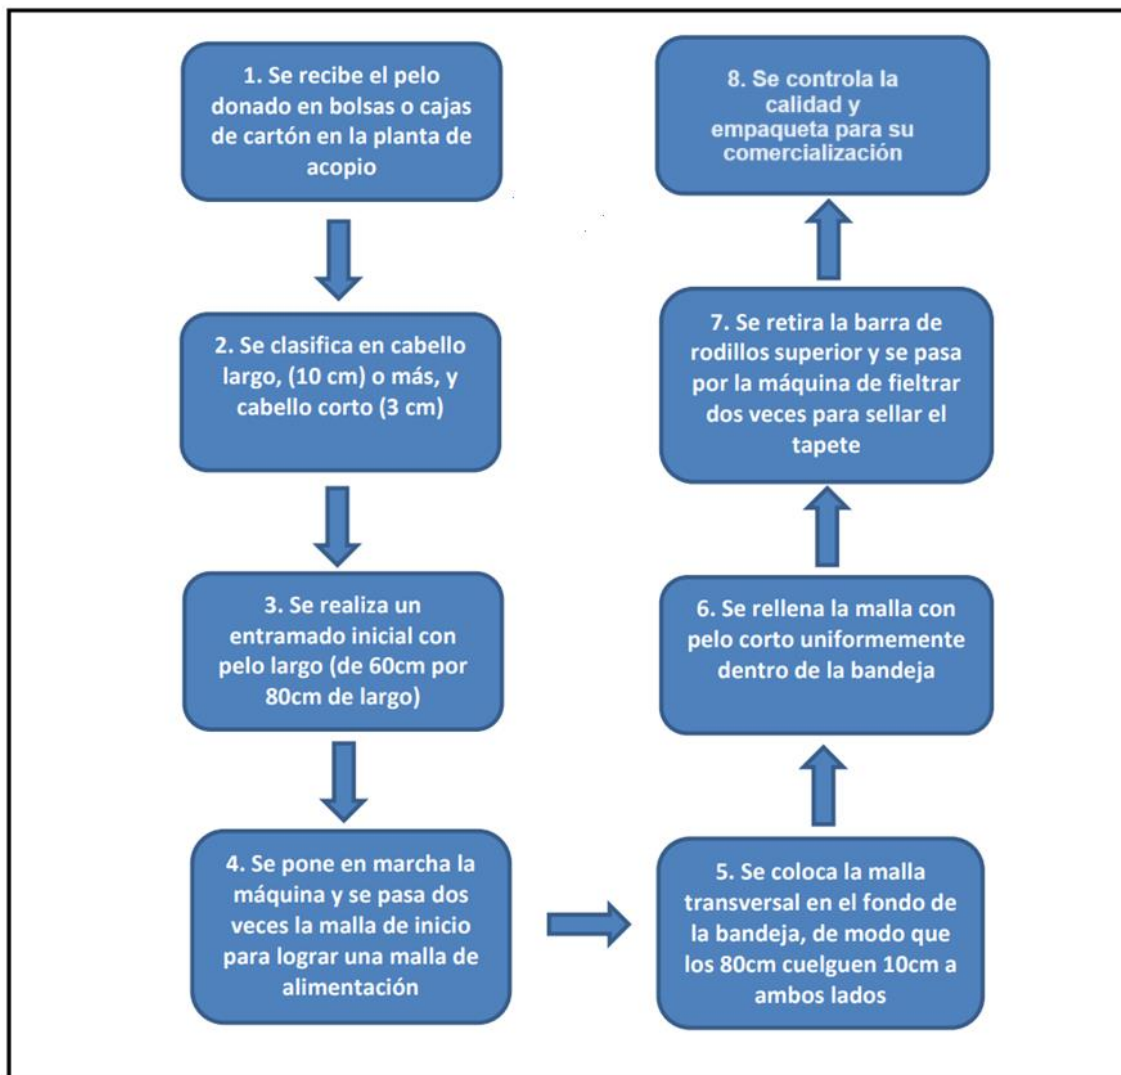 1. Se recibe el pelo
donado en bolsas o cajas
de cartón en la planta de
acopio
2. Se clasifica en cabello
largo, (10 cm) o más, y
cabello corto (3 cm)
3. Se realiza un
entramado inicial con
pelo largo (de 60cm por
80cm de largo)
4. Se pone en marcha la
máquina y se pasa dos
veces la malla de inicio
para lograr una malla de
alimentación
5. Se coloca la malla
transversal en el fondo de
la bandeja, de modo que
los 80cm cuelguen 10cm a
ambos lados
6. Se rellena la malla con
pelo corto uniformemente
dentro de la bandeja
7. Se retira la barra de
rodillos superior y se pasa
por la máquina de fieltrar
dos veces para sellar el
tapete
8. Se controla la
calidad y
empaqueta para su
comercialización